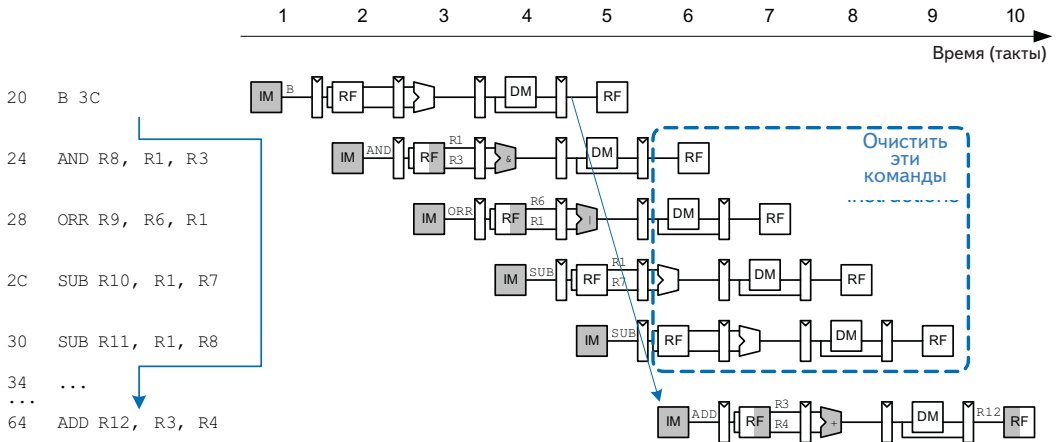 1 2 3 4 5 6 7 8 9 10
Время (такты)
20 B 3C IM B RF DM RF
24 AND R8, R1, R3 IM AND RF R1 R3 & DM RF
Очистить
эти
команды
28 ORR R9, R6, R1 IM ORR RF R6 R1 | DM RF
2C SUB R10, R1, R7 IM SUB RF R1 R7 DM RF
30 SUB R11, R1, R8 IM SUB RF DM RF
34 ...
...
64 ADD R12, R3, R4 IM ADD RF R3 R4 + DM R12 RF